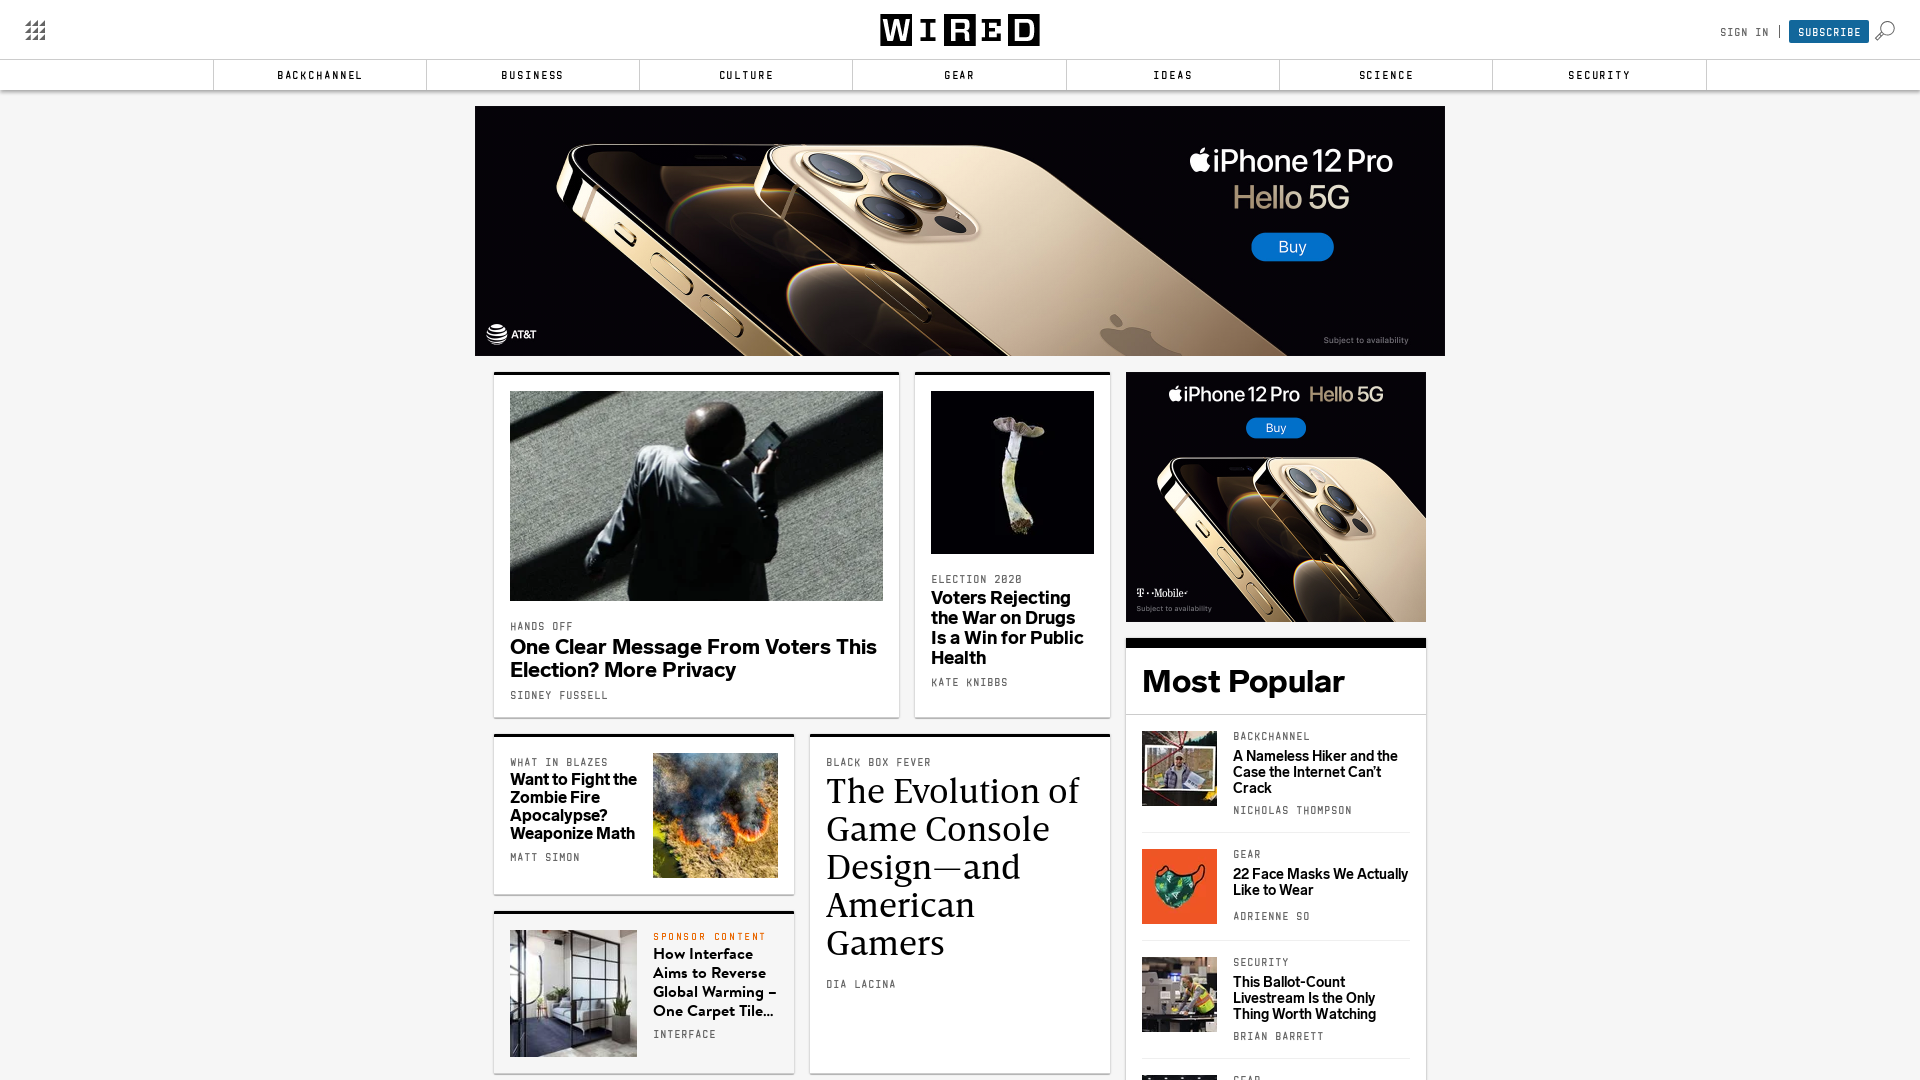 WIRED
SIGN IN
SUBSCRIBE
BACKCHANNEL
BUSINESS
CULTURE
GEAR
IDEAS
SCIENCE
SECURITY
iPhone 12 Pro
Hello 5G
Buy
AT&T
Subject to availability
HANDS OFF
One Clear Message From Voters This
Election? More Privacy
SIDNEY FUSSELL
ELECTION 2020
Voters Rejecting
the War on Drugs
Is a Win for Public
Health
KATE KNIBBS
iPhone 12 Pro Hello 5G
Buy
T··Mobile
Subject to availability
WHAT IN BLAZES
Want to Fight the
Zombie Fire
Apocalypse?
Weaponize Math
MATT SIMON
SPONSOR CONTENT
How Interface
Aims to Reverse
Global Warming –
One Carpet Tile...
INTERFACE
BLACK BOX FEVER
The Evolution of
Game Console
Design—and
American
Gamers
DIA LACINA
Most Popular
BACKCHANNEL
A Nameless Hiker and the
Case the Internet Can't
Crack
NICHOLAS THOMPSON
GEAR
22 Face Masks We Actually
Like to Wear
ADRIENNE SO
SECURITY
This Ballot-Count
Livestream Is the Only
Thing Worth Watching
BRIAN BARRETT
GEAR